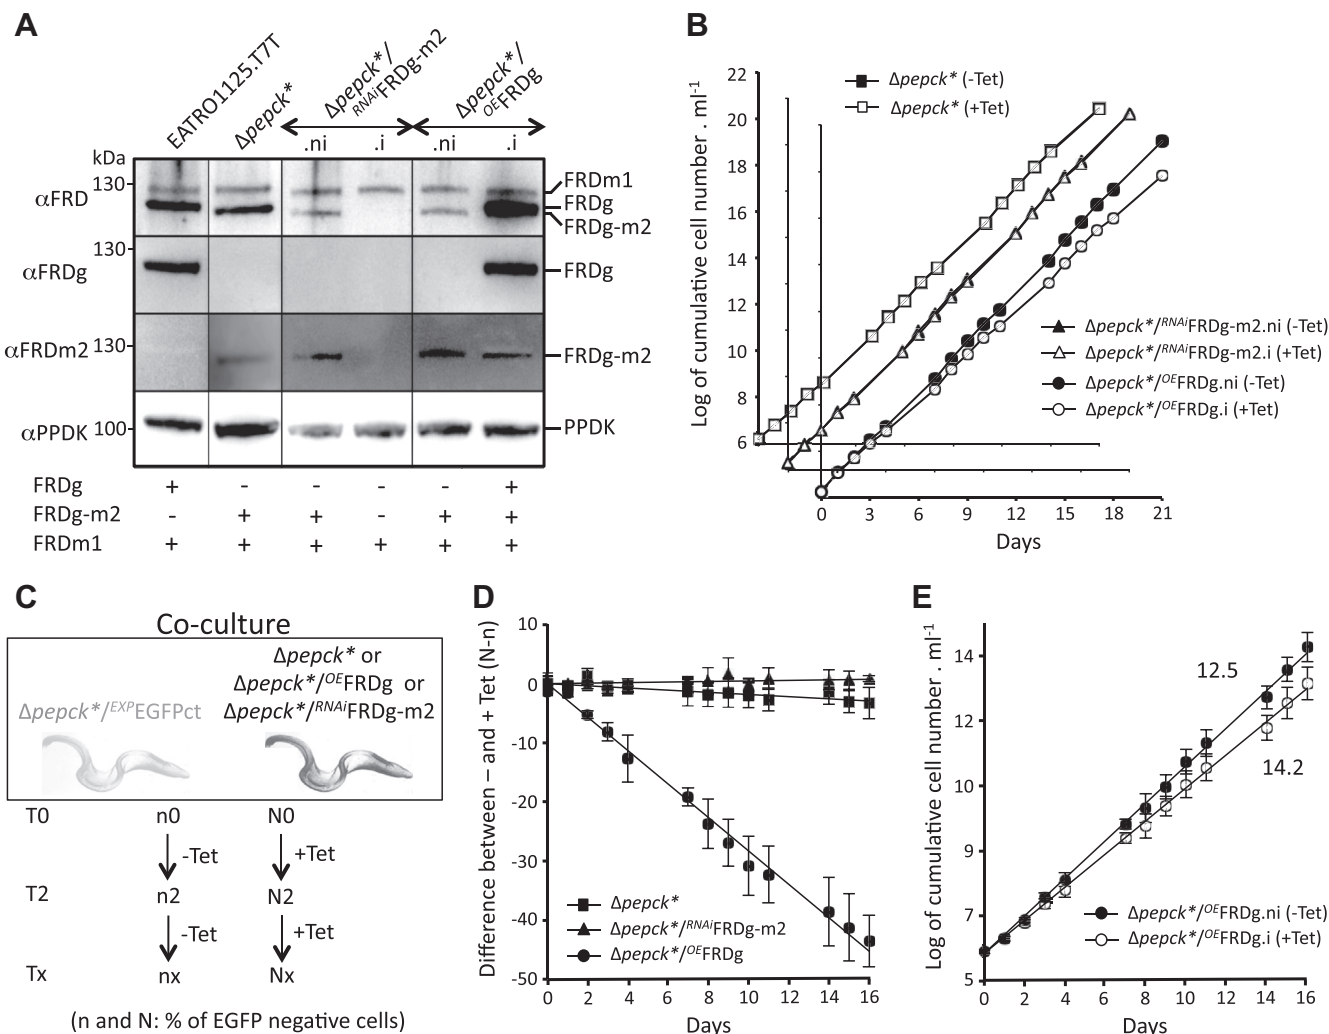 A
EATRO1125.T7T
Δpepck*
Δpepck*/
RNAiFRDg-m2
Δpepck*/
OEFRDg
.ni
.i
.ni
.i
kDa
αFRD
130
FRDm1
FRDg
FRDg-m2
αFRDg
130
FRDg
αFRDm2
130
FRDg-m2
αPPDK
100
PPDK
FRDg + - - - - +
FRDg-m2 - + + - + +
FRDm1 + + + + + +
B
Log of cumulative cell number . ml-1
22
20
18
16
14
12
10
8
6
Δpepck* (-Tet)
Δpepck* (+Tet)
Δpepck*/RNAiFRDg-m2.ni (-Tet)
Δpepck*/RNAiFRDg-m2.i (+Tet)
Δpepck*/OEFRDg.ni (-Tet)
Δpepck*/OEFRDg.i (+Tet)
0 3 6 9 12 15 18 21
Days
C
Co-culture
Δpepck*/EXPEGFPct
Δpepck* or
Δpepck*/OEFRDg or
Δpepck*/RNAiFRDg-m2
T0 n0 N0
-Tet +Tet
T2 n2 N2
-Tet +Tet
Tx nx Nx
(n and N: % of EGFP negative cells)
D
Difference between – and + Tet (N-n)
10
0
-10
-20
-30
-40
-50
Δpepck*
Δpepck*/RNAiFRDg-m2
Δpepck*/OEFRDg
0 2 4 6 8 10 12 14 16
Days
E
Log of cumulative cell number . ml-1
14
12
10
9
7
5
12.5
14.2
Δpepck*/OEFRDg.ni (-Tet)
Δpepck*/OEFRDg.i (+Tet)
0 2 4 6 8 10 12 14 16
Days